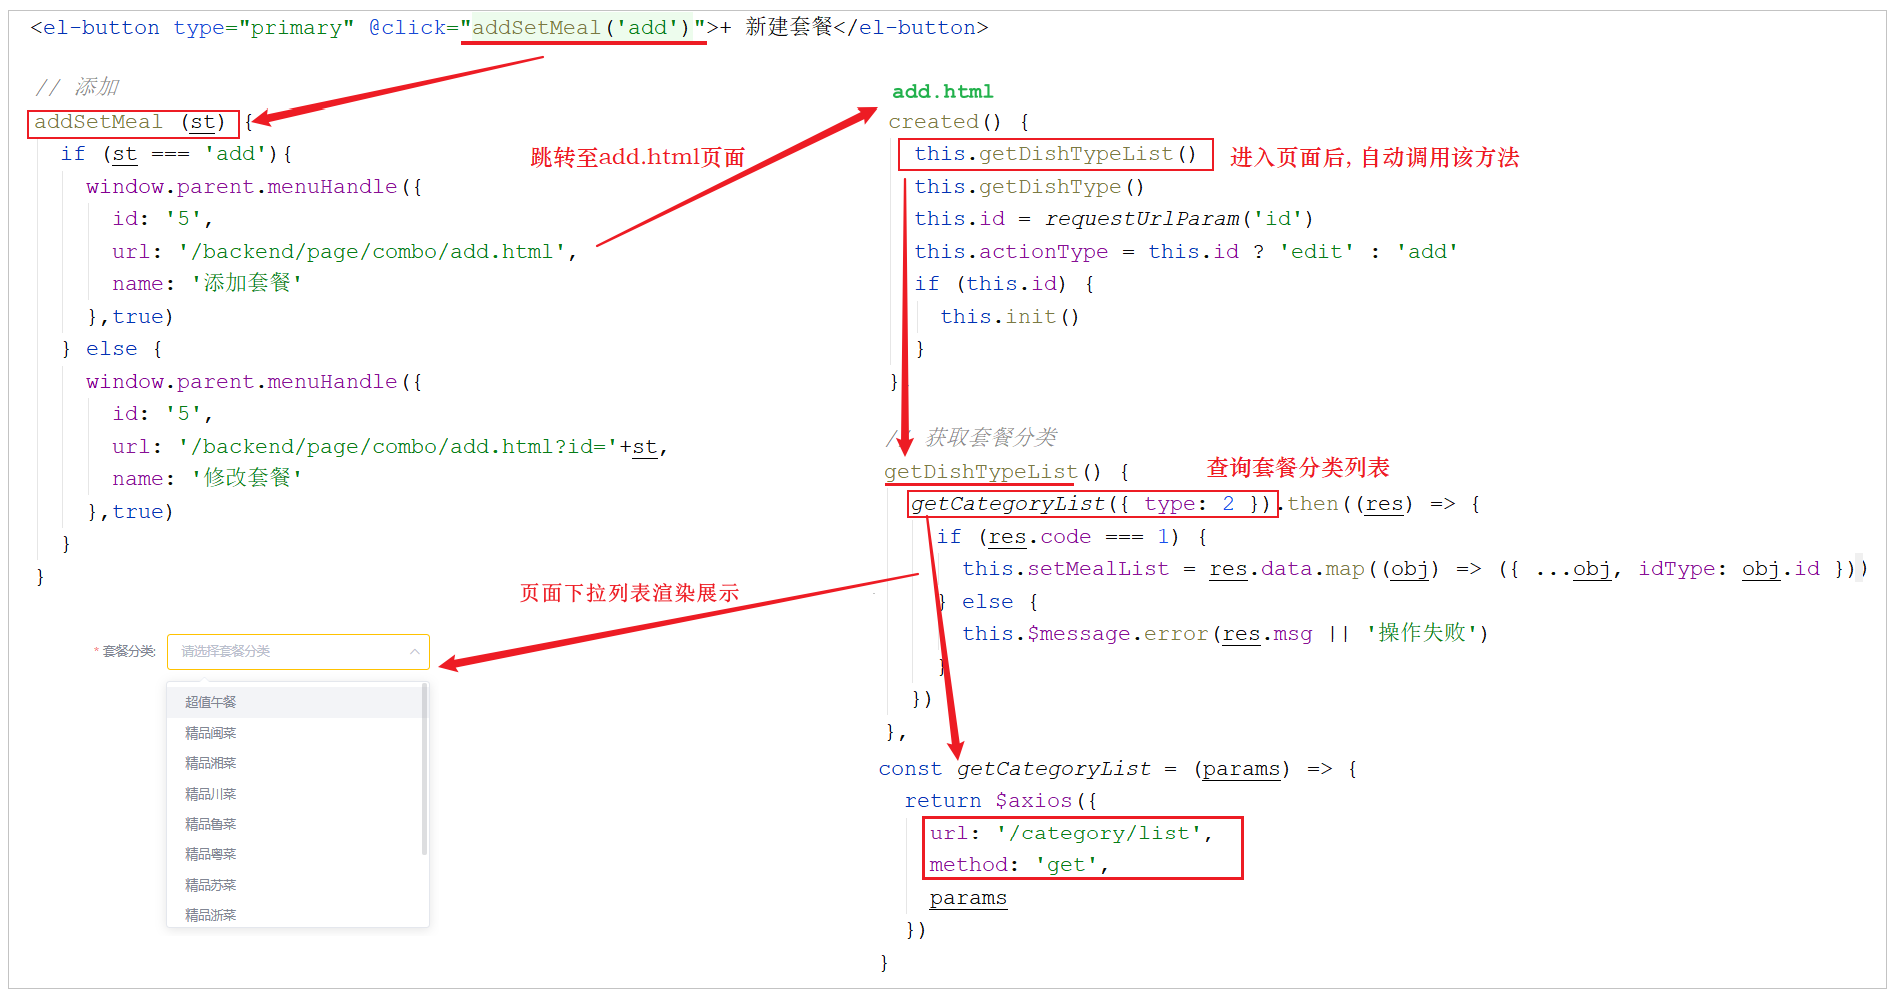 <el-button type="primary" @click="addSetMeal('add')">+ 新建套餐</el-button>
// 添加
addSetMeal (st) {
if (st === 'add'){
window.parent.menuHandle({
id: '5',
url: '/backend/page/combo/add.html',
name: '添加套餐'
},true)
} else {
window.parent.menuHandle({
id: '5',
url: '/backend/page/combo/add.html?id='+st,
name: '修改套餐'
},true)
}
}
跳转至add.html页面
add.html
created() {
this.getDishTypeList()
进入页面后, 自动调用该方法
this.getDishType()
this.id = requestUrlParam('id')
this.actionType = this.id ? 'edit' : 'add'
if (this.id) {
this.init()
}
}
// 获取套餐分类
getDishTypeList() {
查询套餐分类列表
getCategoryList({ type: 2 }).then((res) => {
if (res.code === 1) {
this.setMealList = res.data.map((obj) => ({ ...obj, idType: obj.id }))
} else {
this.$message.error(res.msg || '操作失败')
}
})
},
const getCategoryList = (params) => {
return $axios({
url: '/category/list',
method: 'get',
params
})
}
页面下拉列表渲染展示
* 套餐分类:
请选择套餐分类
超值午餐
精品闽菜
精品湘菜
精品川菜
精品鲁菜
精品粤菜
精品苏菜
精品浙菜